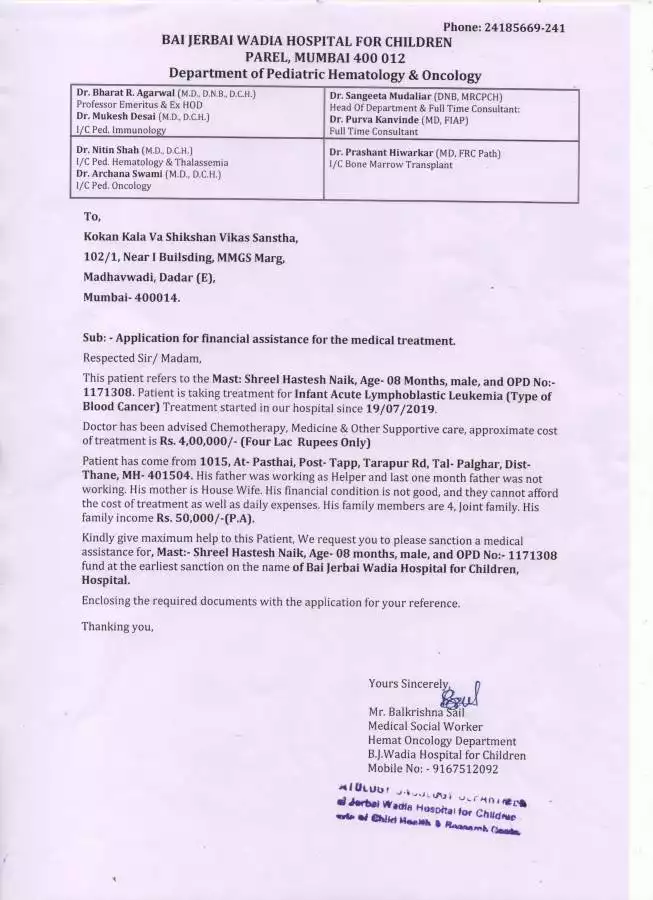 Phone: 24185669-241
BAI JERBAI WADIA HOSPITAL FOR CHILDREN
PAREL, MUMBAI 400 012
Department of Pediatric Hematology & Oncology
Dr. Bharat R. Agarwal (M.D., D.N.B., D.C.H.)
Professor Emeritus & Ex HOD
Dr. Mukesh Desai (M.D., D.C.H.)
I/C Ped. Immunology
Dr. Sangeeta Mudaliar (DNB, MRCPCH)
Head Of Department & Full Time Consultant:
Dr. Purva Kanvinde (MD, FIAP)
Full Time Consultant
Dr. Nitin Shah (M.D., D.C.H.)
I/C Ped. Hematology & Thalassemia
Dr. Archana Swami (M.D., D.C.H.)
I/C Ped. Oncology
Dr. Prashant Hiwarkar (MD, FRC Path)
I/C Bone Marrow Transplant
To,
Kokan Kala Va Shikshan Vikas Sanstha,
102/1, Near I Builsding, MMGS Marg,
Madhavwadi, Dadar (E),
Mumbai- 400014.
Sub: - Application for financial assistance for the medical treatment.
Respected Sir/ Madam,
This patient refers to the Mast: Shreel Hastesh Naik, Age- 08 Months, male, and OPD No:-
1171308. Patient is taking treatment for Infant Acute Lymphoblastic Leukemia (Type of
Blood Cancer) Treatment started in our hospital since 19/07/2019.
Doctor has been advised Chemotherapy, Medicine & Other Supportive care, approximate cost
of treatment is Rs. 4,00,000/- (Four Lac Rupees Only)
Patient has come from 1015, At- Pasthai, Post- Tapp, Tarapur Rd, Tal- Palghar, Dist-
Thane, MH- 401504. His father was working as Helper and last one month father was not
working. His mother is House Wife. His financial condition is not good, and they cannot afford
the cost of treatment as well as daily expenses. His family members are 4, Joint family. His
family income Rs. 50,000/-(P.A).
Kindly give maximum help to this Patient, We request you to please sanction a medical
assistance for, Mast:- Shreel Hastesh Naik, Age- 08 months, male, and OPD No:- 1171308
fund at the earliest sanction on the name of Bai Jerbai Wadia Hospital for Children,
Hospital.
Enclosing the required documents with the application for your reference.
Thanking you,
Yours Sincerely,
Mr. Balkrishna Sail
Medical Social Worker
Hemat Oncology Department
B.J.Wadia Hospital for Children
Mobile No: - 9167512092
Jerbai Wadia Hospital for
of Child Health &